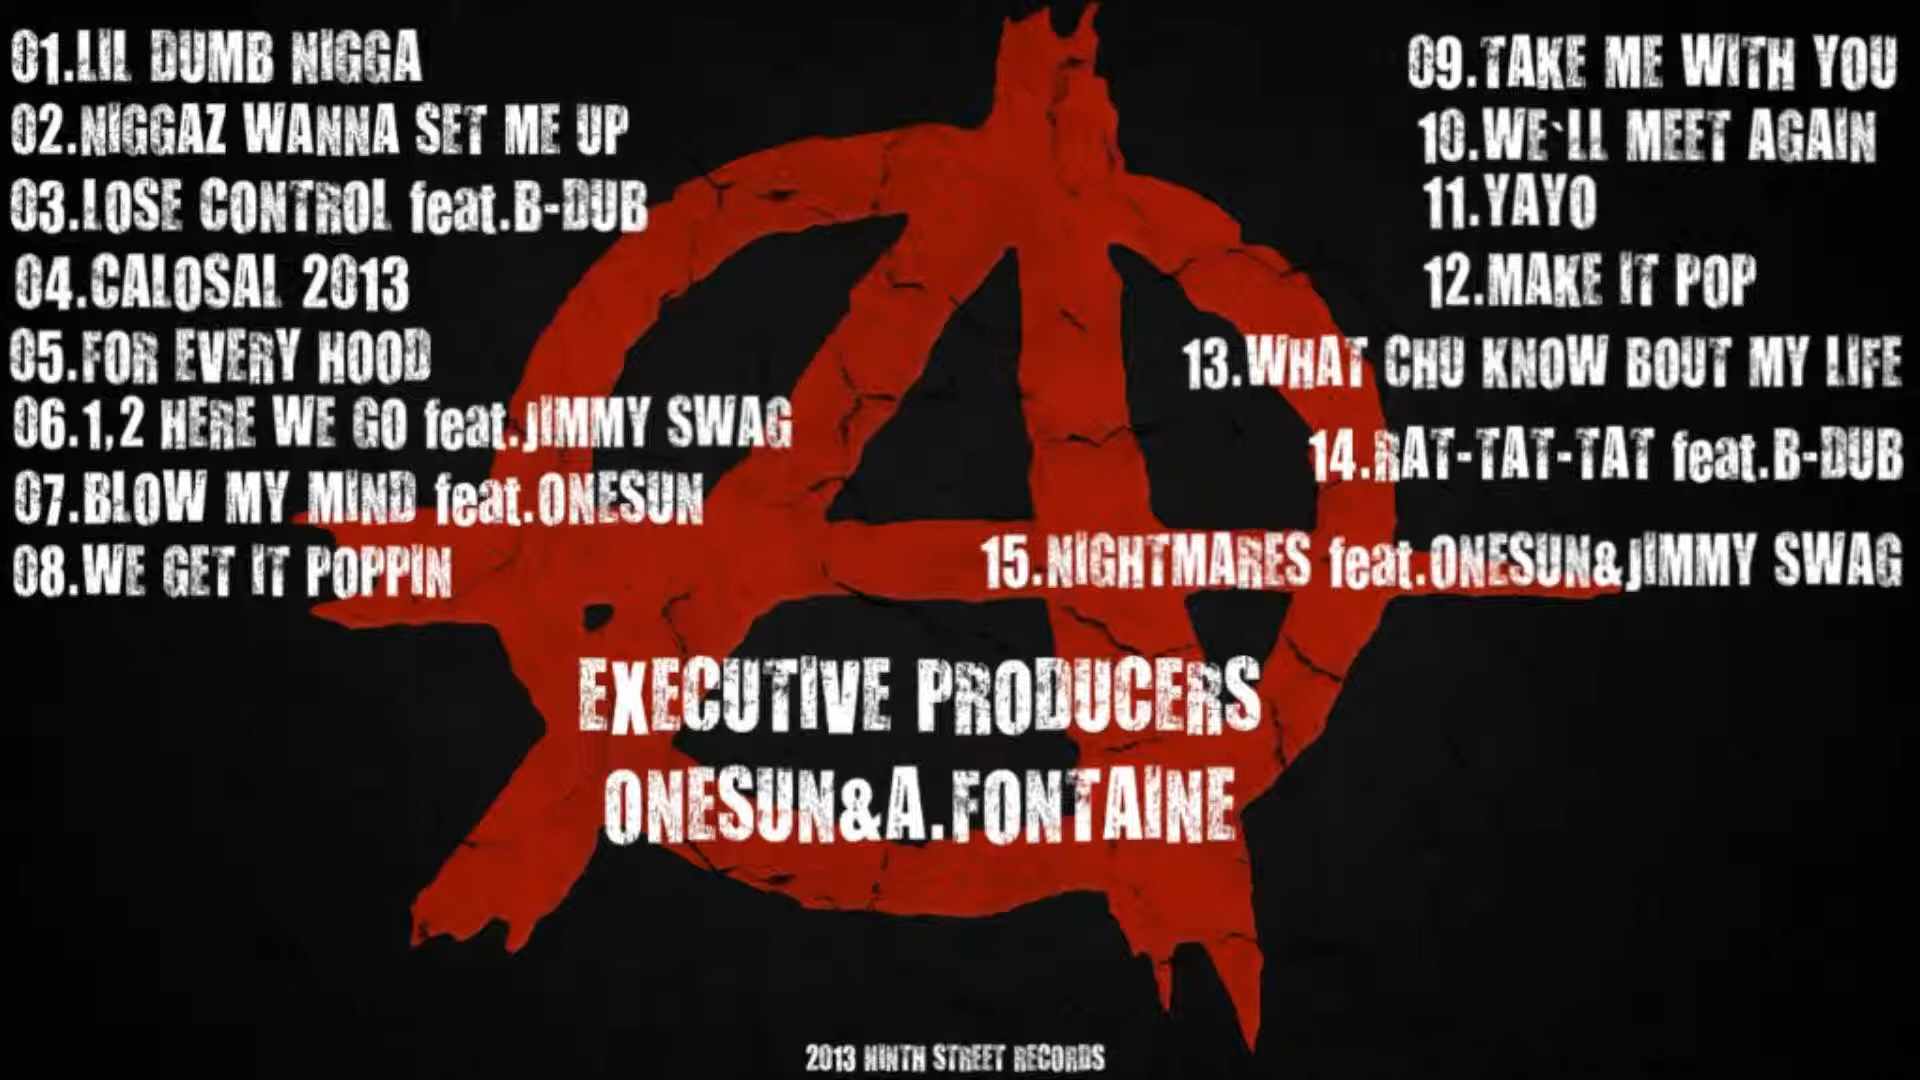 01.LIL DUMB NIGGA
02.NIGGAZ WANNA SET ME UP
03.LOSE CONTROL feat.B-DUB
04.CALOSAL 2013
05.FOR EVERY HOOD
06.1,2 HERE WE GO feat.JIMMY SWAG
07.BLOW MY MIND feat.ONESUN
08.WE GET IT POPPIN
09.TAKE ME WITH YOU
10.WE`LL MEET AGAIN
11.YAYO
12.MAKE IT POP
13.WHAT CHU KNOW BOUT MY LIFE
14.RAT-TAT-TAT feat.B-DUB
15.NIGHTMARES feat.ONESUN&JIMMY SWAG
EXECUTIVE PRODUCERS
ONESUN&A.FONTAINE
2013 NINTH STREET RECORDS